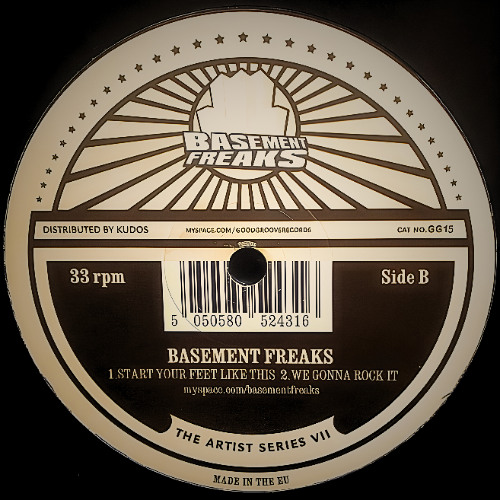 BASEMENT
FREAKS
DISTRIBUTED BY KUDOS
MYSPACE.COM/GOODGROOVERECORDS
CAT NO.GG15
33 rpm
Side B
5 050580 524316
BASEMENT FREAKS
1.START YOUR FEET LIKE THIS 2.WE GONNA ROCK IT
myspace.com/basementfreaks
THE ARTIST SERIES VII
MADE IN THE EU